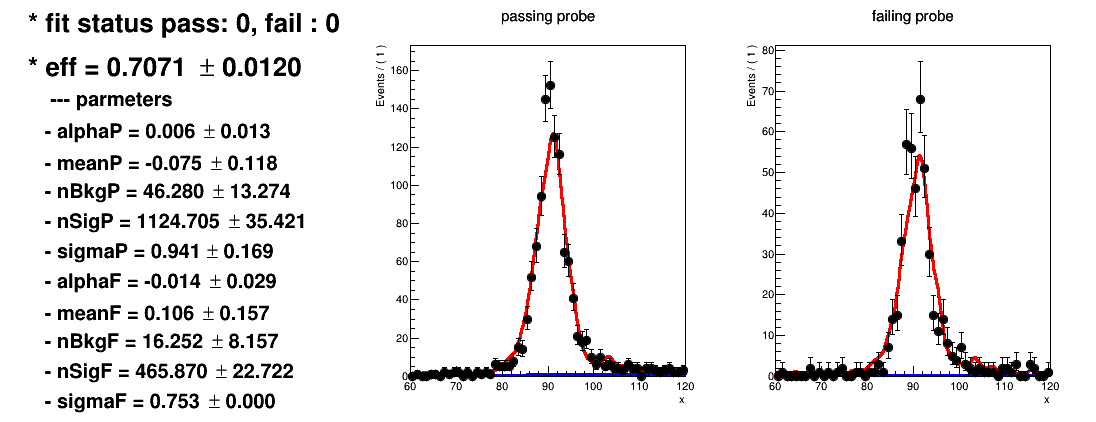 * fit status pass: 0, fail : 0
* eff = 0.7071 ± 0.0120
--- parmeters
- alphaP = 0.006 ± 0.013
- meanP = -0.075 ± 0.118
- nBkgP = 46.280 ± 13.274
- nSigP = 1124.705 ± 35.421
- sigmaP = 0.941 ± 0.169
- alphaF = -0.014 ± 0.029
- meanF = 0.106 ± 0.157
- nBkgF = 16.252 ± 8.157
- nSigF = 465.870 ± 22.722
- sigmaF = 0.753 ± 0.000
passing probe
Events / ( 1 )
160
140
120
100
80
60
40
20
0
60 70 80 90 100 110 120
x
failing probe
Events / ( 1 )
80
70
60
50
40
30
20
10
0
60 70 80 90 100 110 120
x